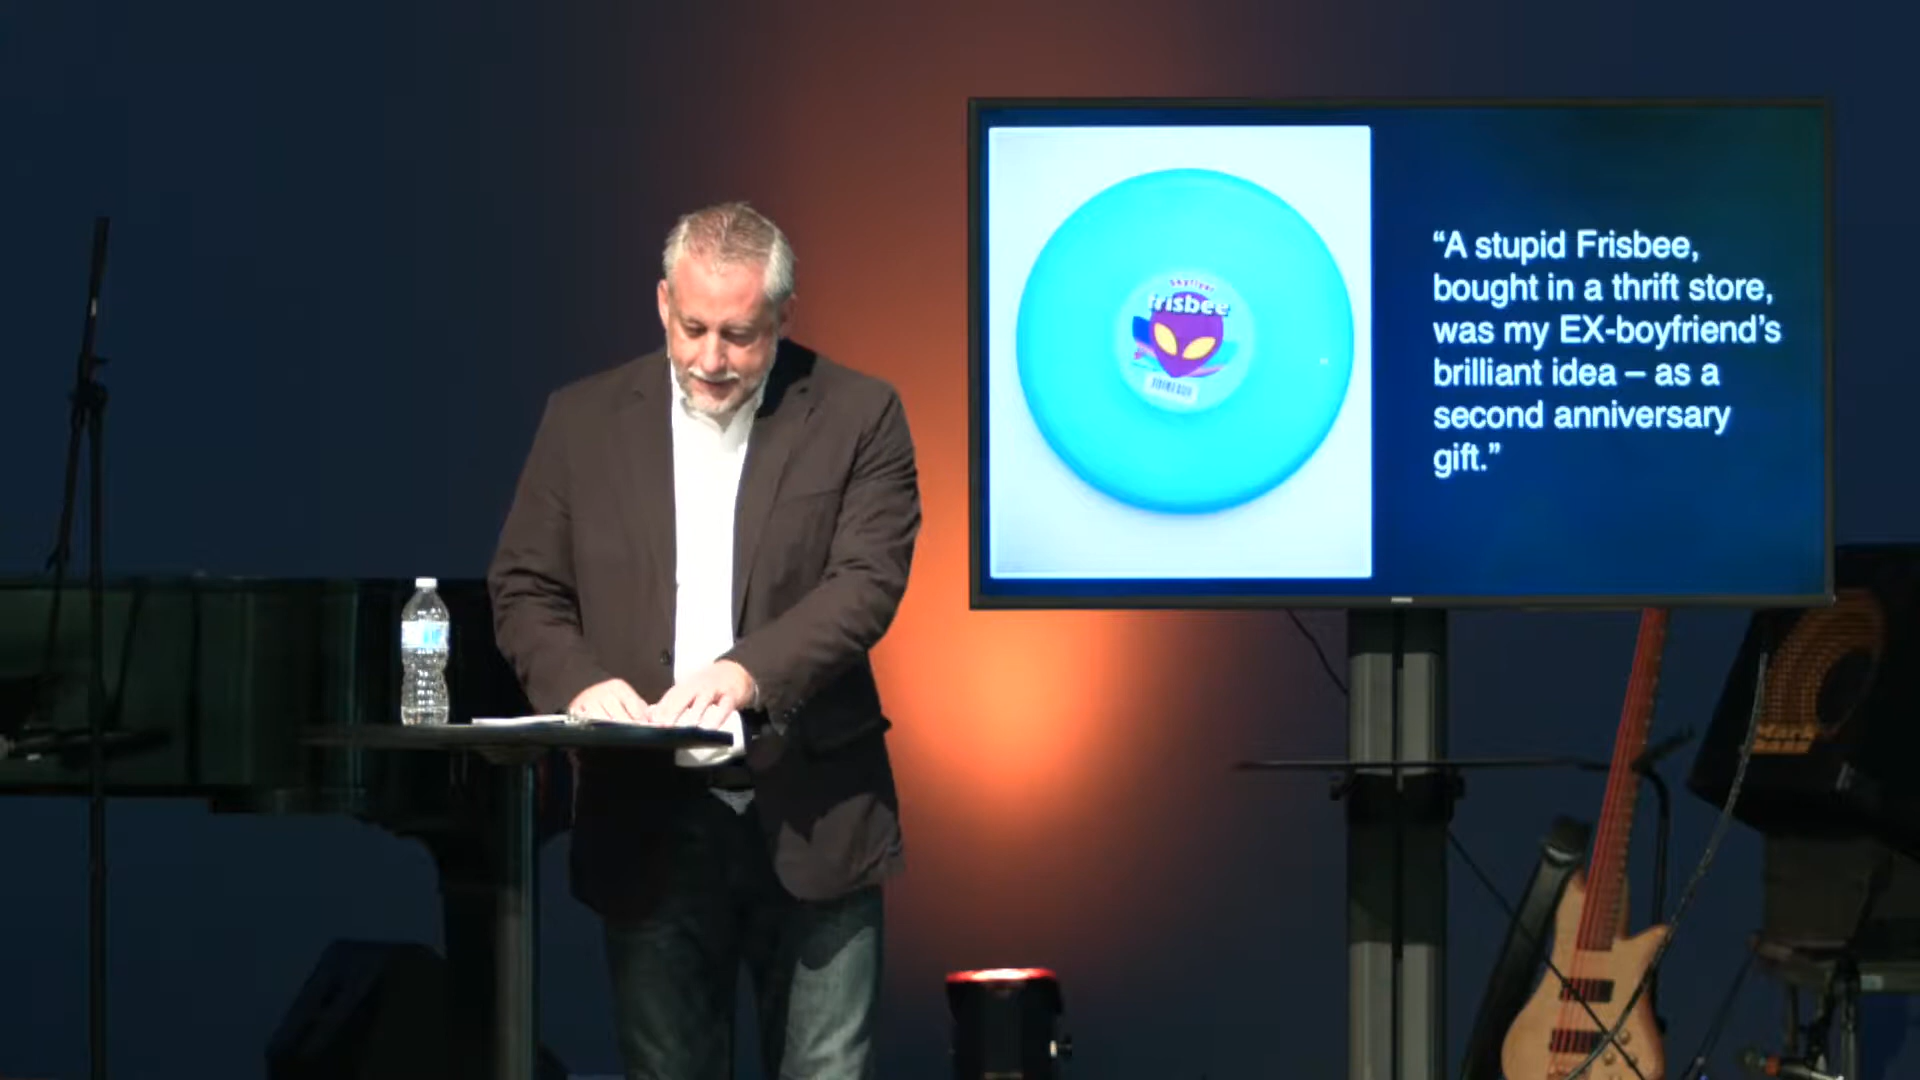 frisbee
“A stupid Frisbee,
bought in a thrift store,
was my EX-boyfriend’s
brilliant idea – as a
second anniversary
gift.”